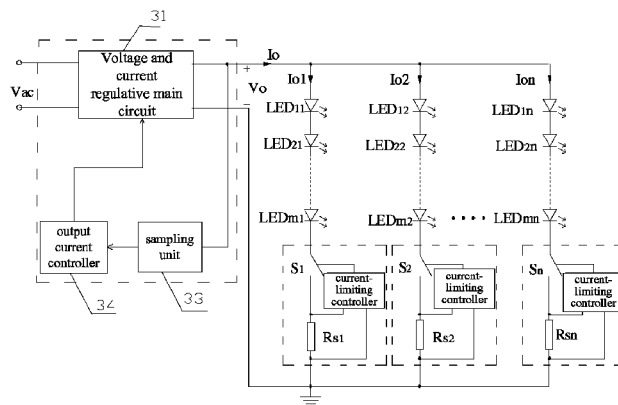 31
Voltage and
current
regulative main
circuit
Vac
Io
+
Vo
−
Io1
Io2
Ion
LED11
LED12
LED1n
LED21
LED22
LED2n
LEDm1
LEDm2
LEDmn
output
current
controller
sampling
unit
34
33
S1
current-
limiting
controller
Rs1
S2
current-
limiting
controller
Rs2
Sn
current-
limiting
controller
Rsn